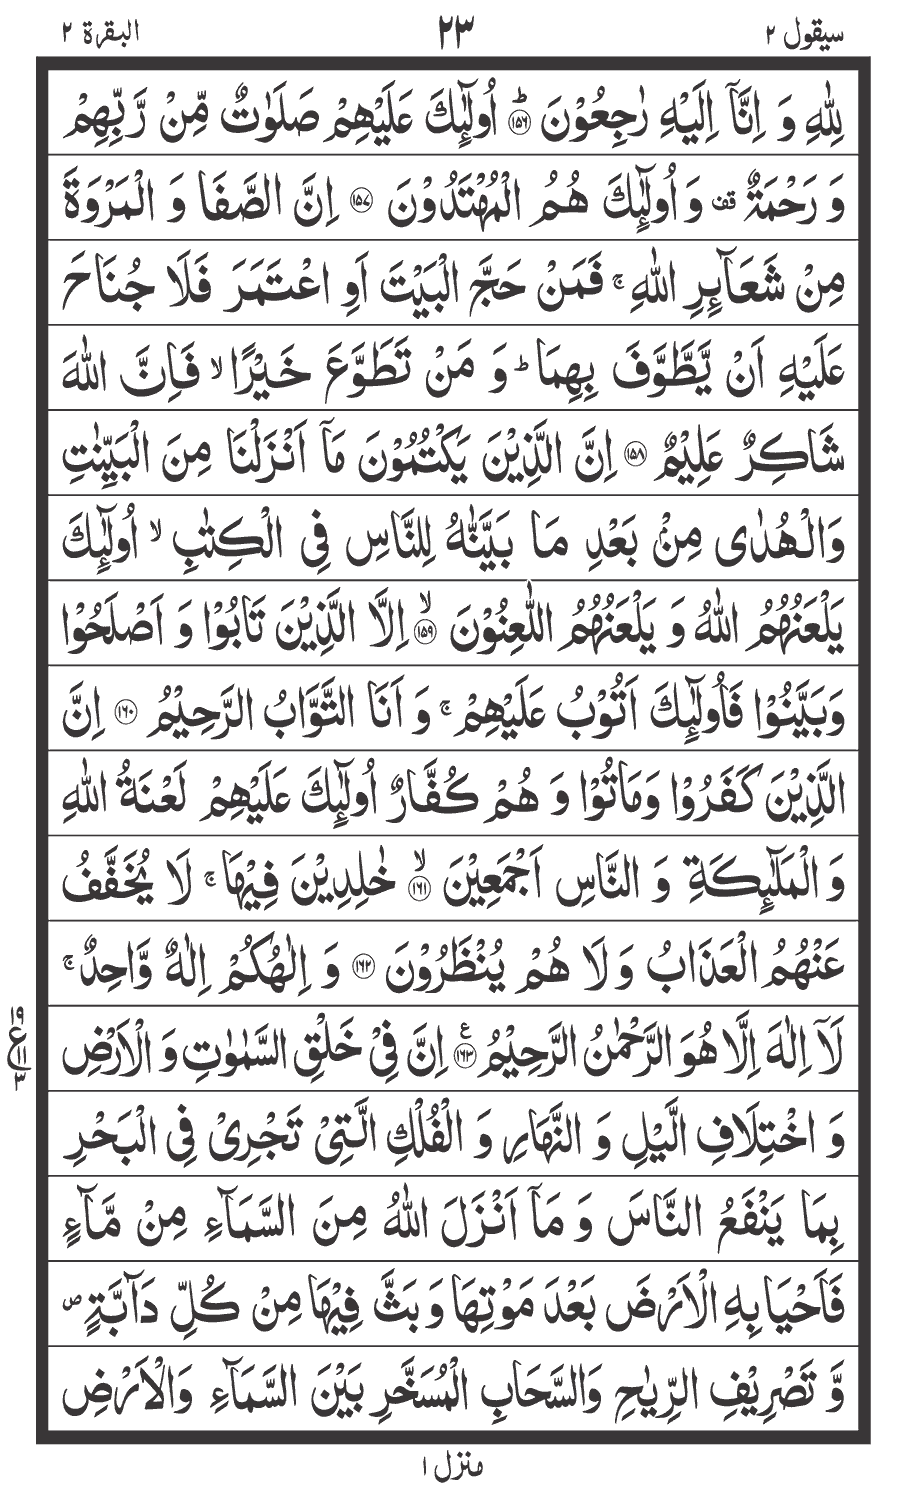 سیقول ۲ ۲۳ البقرة ۲
لِلّٰهِ وَ اِنَّاۤ اِلَیْهِ رٰجِعُوْنَ ؕ﴿۱۵۶﴾ اُولٰٓىِٕكَ عَلَیْهِمْ صَلَوٰتٌ مِّنْ رَّبِّهِمْ
وَ رَحْمَةٌ قف وَ اُولٰٓىِٕكَ هُمُ الْمُهْتَدُوْنَ ﴿۱۵۷﴾ اِنَّ الصَّفَا وَ الْمَرْوَةَ
مِنْ شَعَآىِٕرِ اللّٰهِ ۚ فَمَنْ حَجَّ الْبَیْتَ اَوِ اعْتَمَرَ فَلَا جُنَاحَ
عَلَیْهِ اَنْ یَّطَّوَّفَ بِهِمَا ؕ وَ مَنْ تَطَوَّعَ خَیْرًا ۙ فَاِنَّ اللّٰهَ
شَاكِرٌ عَلِیْمٌ ﴿۱۵۸﴾ اِنَّ الَّذِیْنَ یَكْتُمُوْنَ مَاۤ اَنْزَلْنَا مِنَ الْبَیِّنٰتِ
وَالْهُدٰی مِنْۢ بَعْدِ مَا بَیَّنّٰهُ لِلنَّاسِ فِی الْكِتٰبِ ۙ اُولٰٓىِٕكَ
یَلْعَنُهُمُ اللّٰهُ وَ یَلْعَنُهُمُ اللّٰعِنُوْنَ ۙ﴿۱۵۹﴾ اِلَّا الَّذِیْنَ تَابُوْا وَ اَصْلَحُوْا
وَبَیَّنُوْا فَاُولٰٓىِٕكَ اَتُوْبُ عَلَیْهِمْ ۚ وَ اَنَا التَّوَّابُ الرَّحِیْمُ ﴿۱۶۰﴾ اِنَّ
الَّذِیْنَ كَفَرُوْا وَمَاتُوْا وَ هُمْ كُفَّارٌ اُولٰٓىِٕكَ عَلَیْهِمْ لَعْنَةُ اللّٰهِ
وَ الْمَلٰٓىِٕكَةِ وَ النَّاسِ اَجْمَعِیْنَ ۙ﴿۱۶۱﴾ خٰلِدِیْنَ فِیْهَا ۚ لَا یُخَفَّفُ
عَنْهُمُ الْعَذَابُ وَلَا هُمْ یُنْظَرُوْنَ ﴿۱۶۲﴾ وَ اِلٰهُكُمْ اِلٰهٌ وَّاحِدٌ ۚ
لَاۤ اِلٰهَ اِلَّا هُوَ الرَّحْمٰنُ الرَّحِیْمُ ع﴿۱۶۳﴾ اِنَّ فِیْ خَلْقِ السَّمٰوٰتِ وَ الْاَرْضِ
۱۹ ع ۱۱ ۳
وَ اخْتِلَافِ الَّیْلِ وَ النَّهَارِ وَ الْفُلْكِ الَّتِیْ تَجْرِیْ فِی الْبَحْرِ
بِمَا یَنْفَعُ النَّاسَ وَ مَاۤ اَنْزَلَ اللّٰهُ مِنَ السَّمَآءِ مِنْ مَّآءٍ
فَاَحْیَا بِهِ الْاَرْضَ بَعْدَ مَوْتِهَا وَ بَثَّ فِیْهَا مِنْ كُلِّ دَآبَّةٍ ص
وَّ تَصْرِیْفِ الرِّیٰحِ وَالسَّحَابِ الْمُسَخَّرِ بَیْنَ السَّمَآءِ وَالْاَرْضِ
منزل ۱